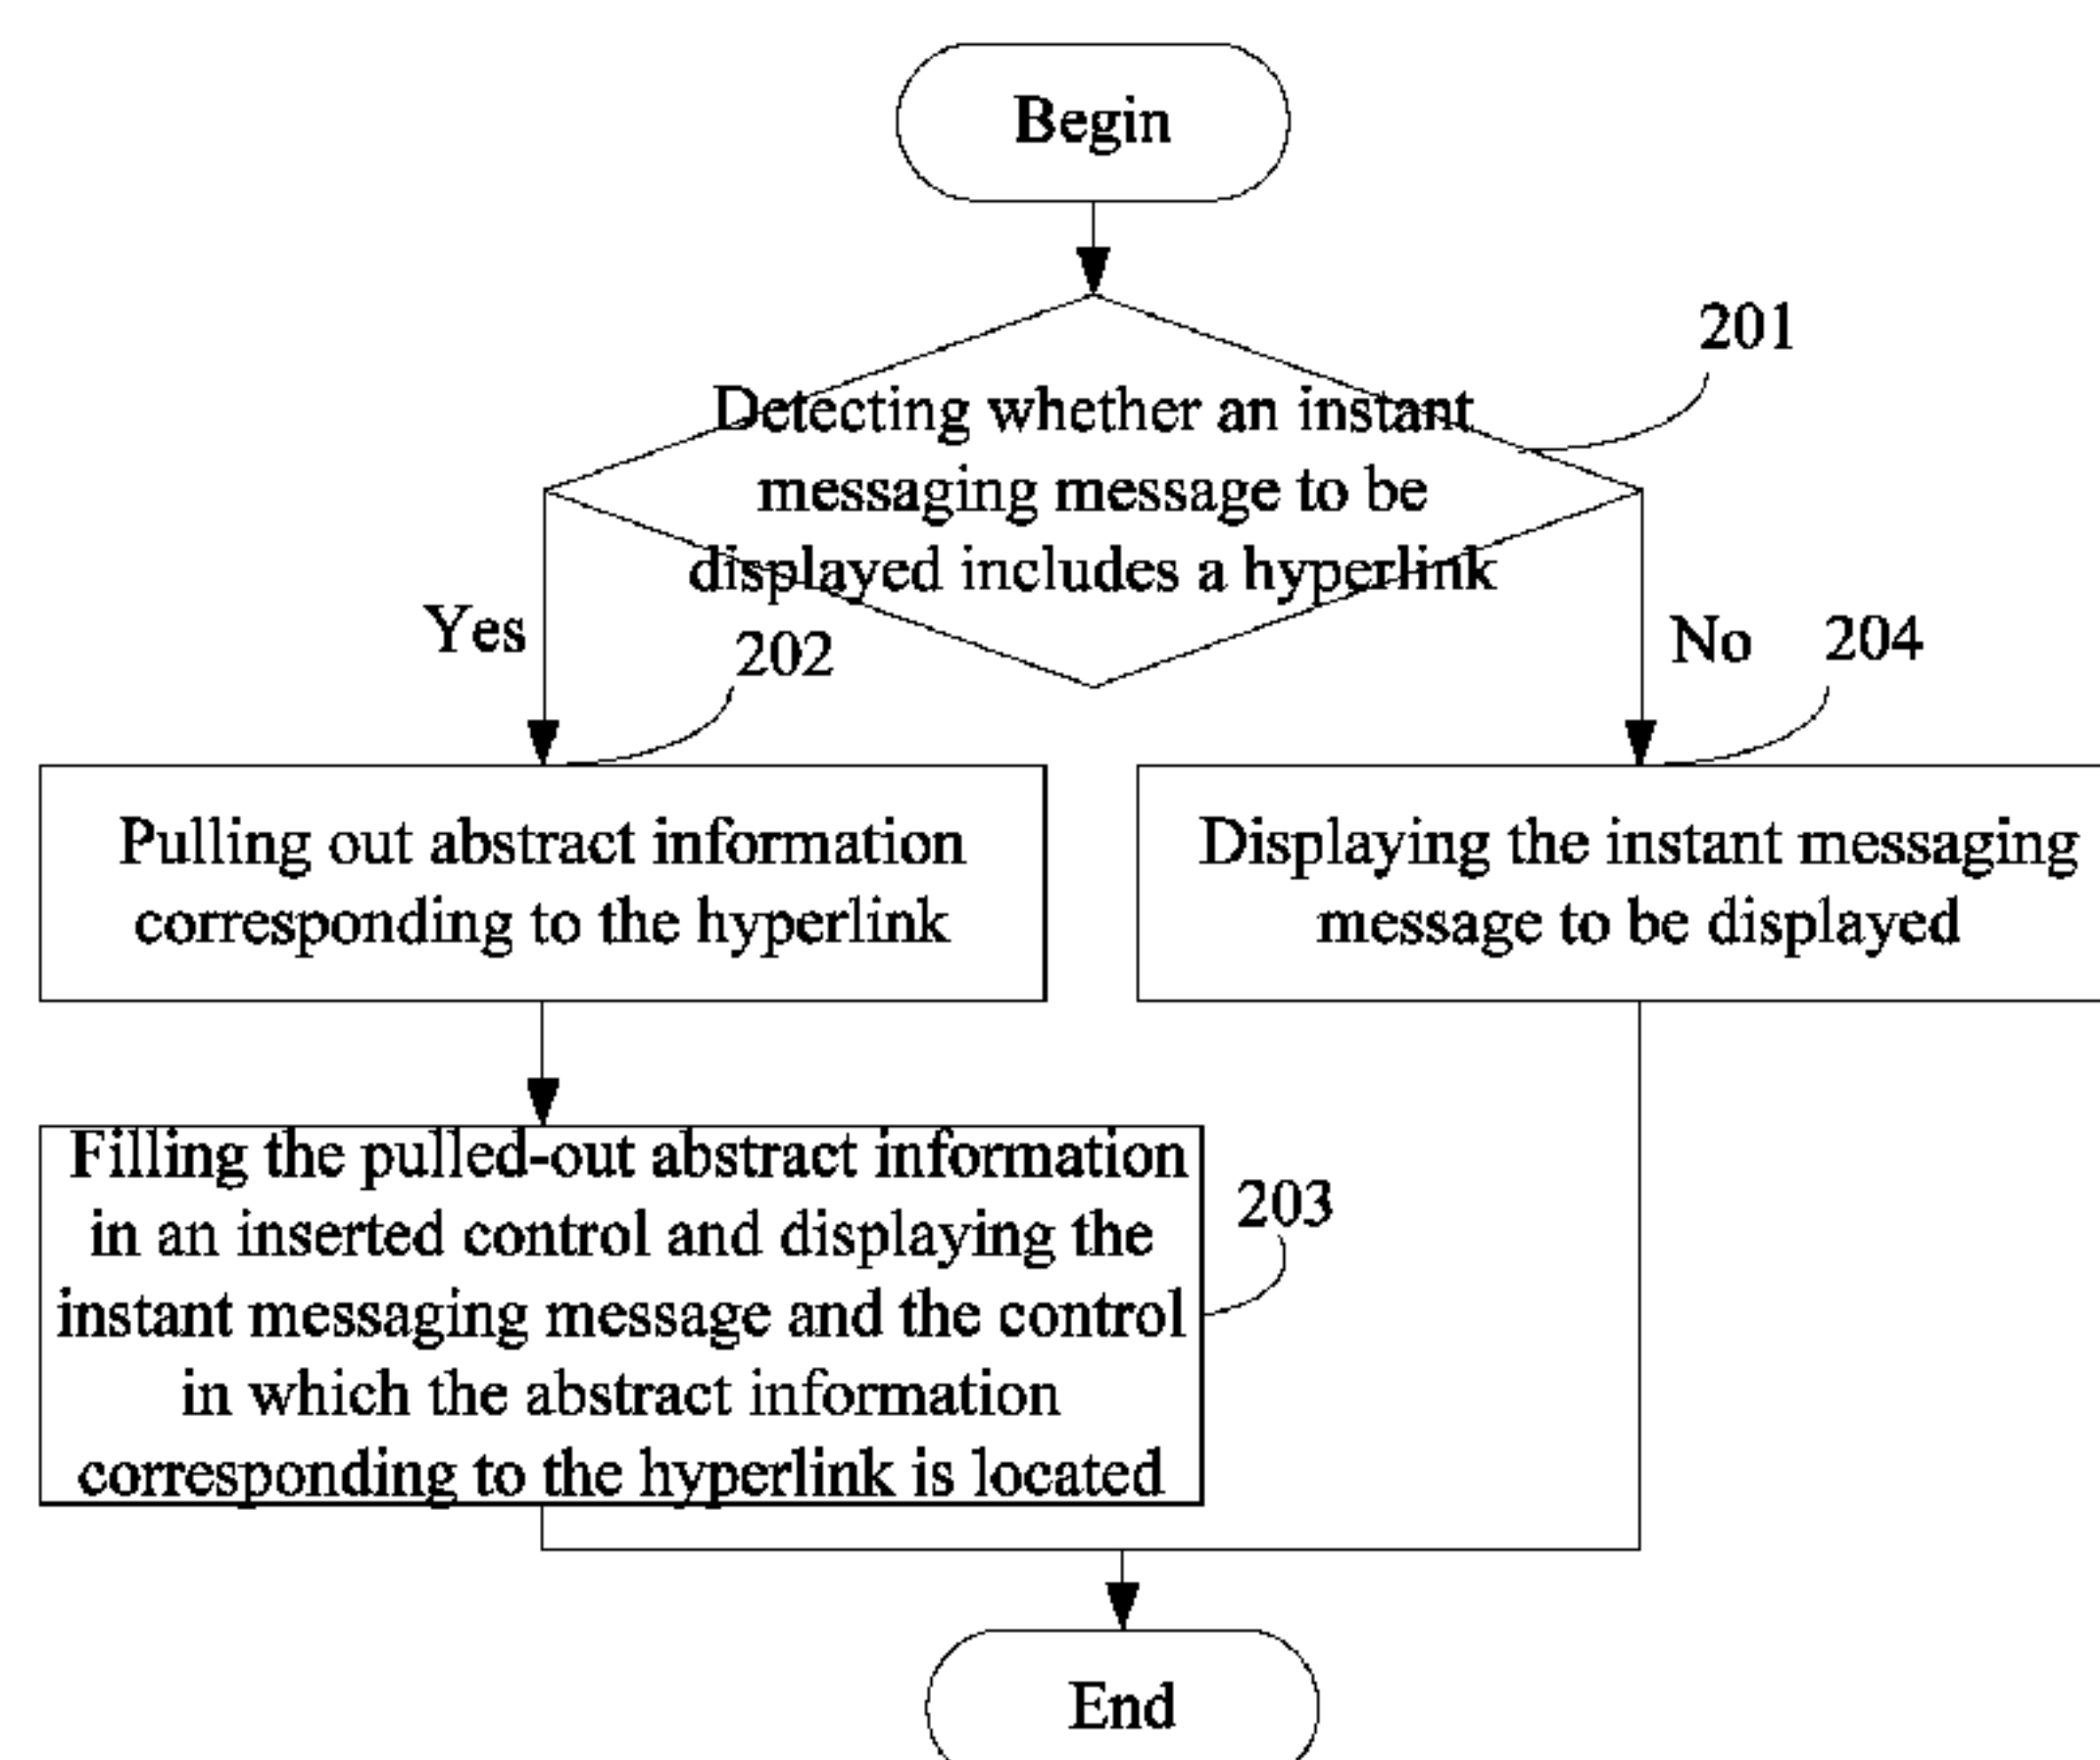 Begin
201
Detecting whether an instant
messaging message to be
displayed includes a hyperlink
Yes
202
No
204
Pulling out abstract information
corresponding to the hyperlink
Displaying the instant messaging
message to be displayed
Filling the pulled-out abstract information
in an inserted control and displaying the
instant messaging message and the control
in which the abstract information
corresponding to the hyperlink is located
203
End